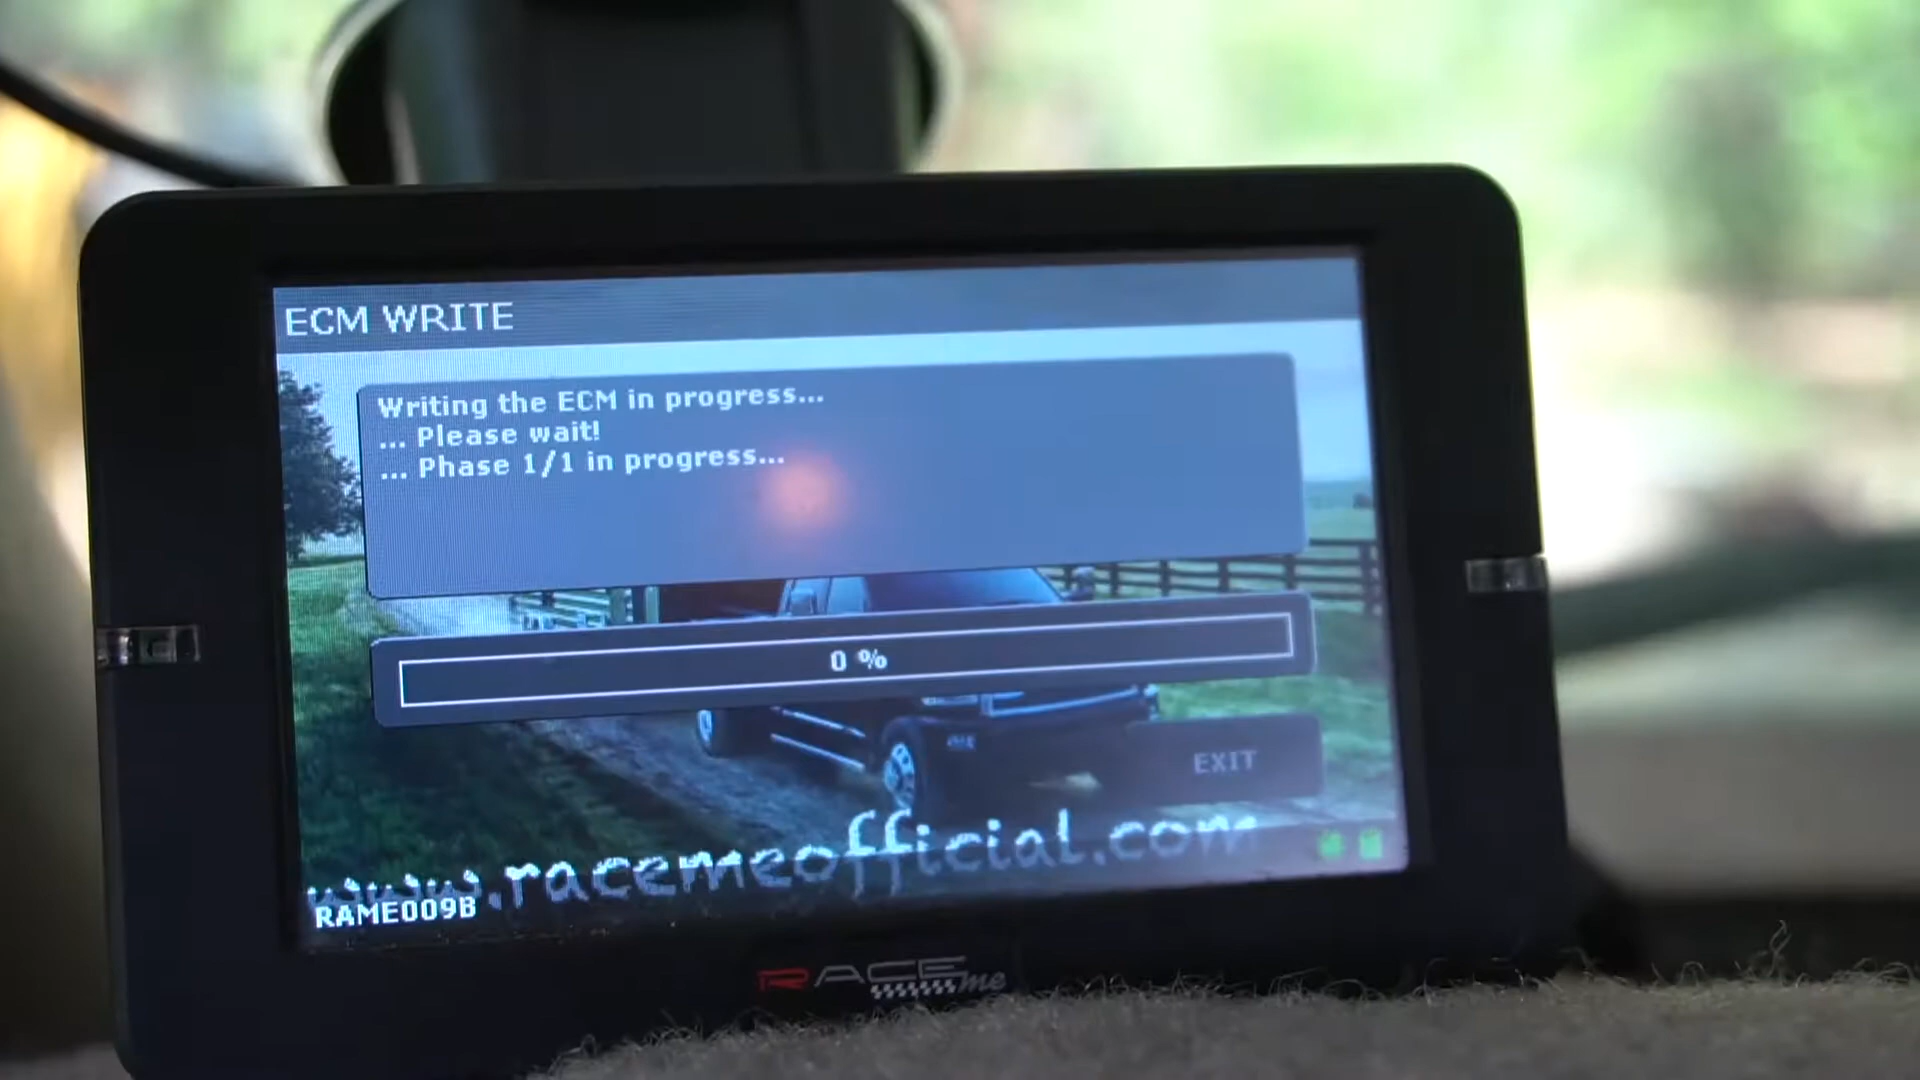 ECM WRITE
Writing the ECM in progress...
... Please wait!
... Phase 1/1 in progress...
0 %
EXIT
www.racemeofficial.com
RAME009B
RACE me